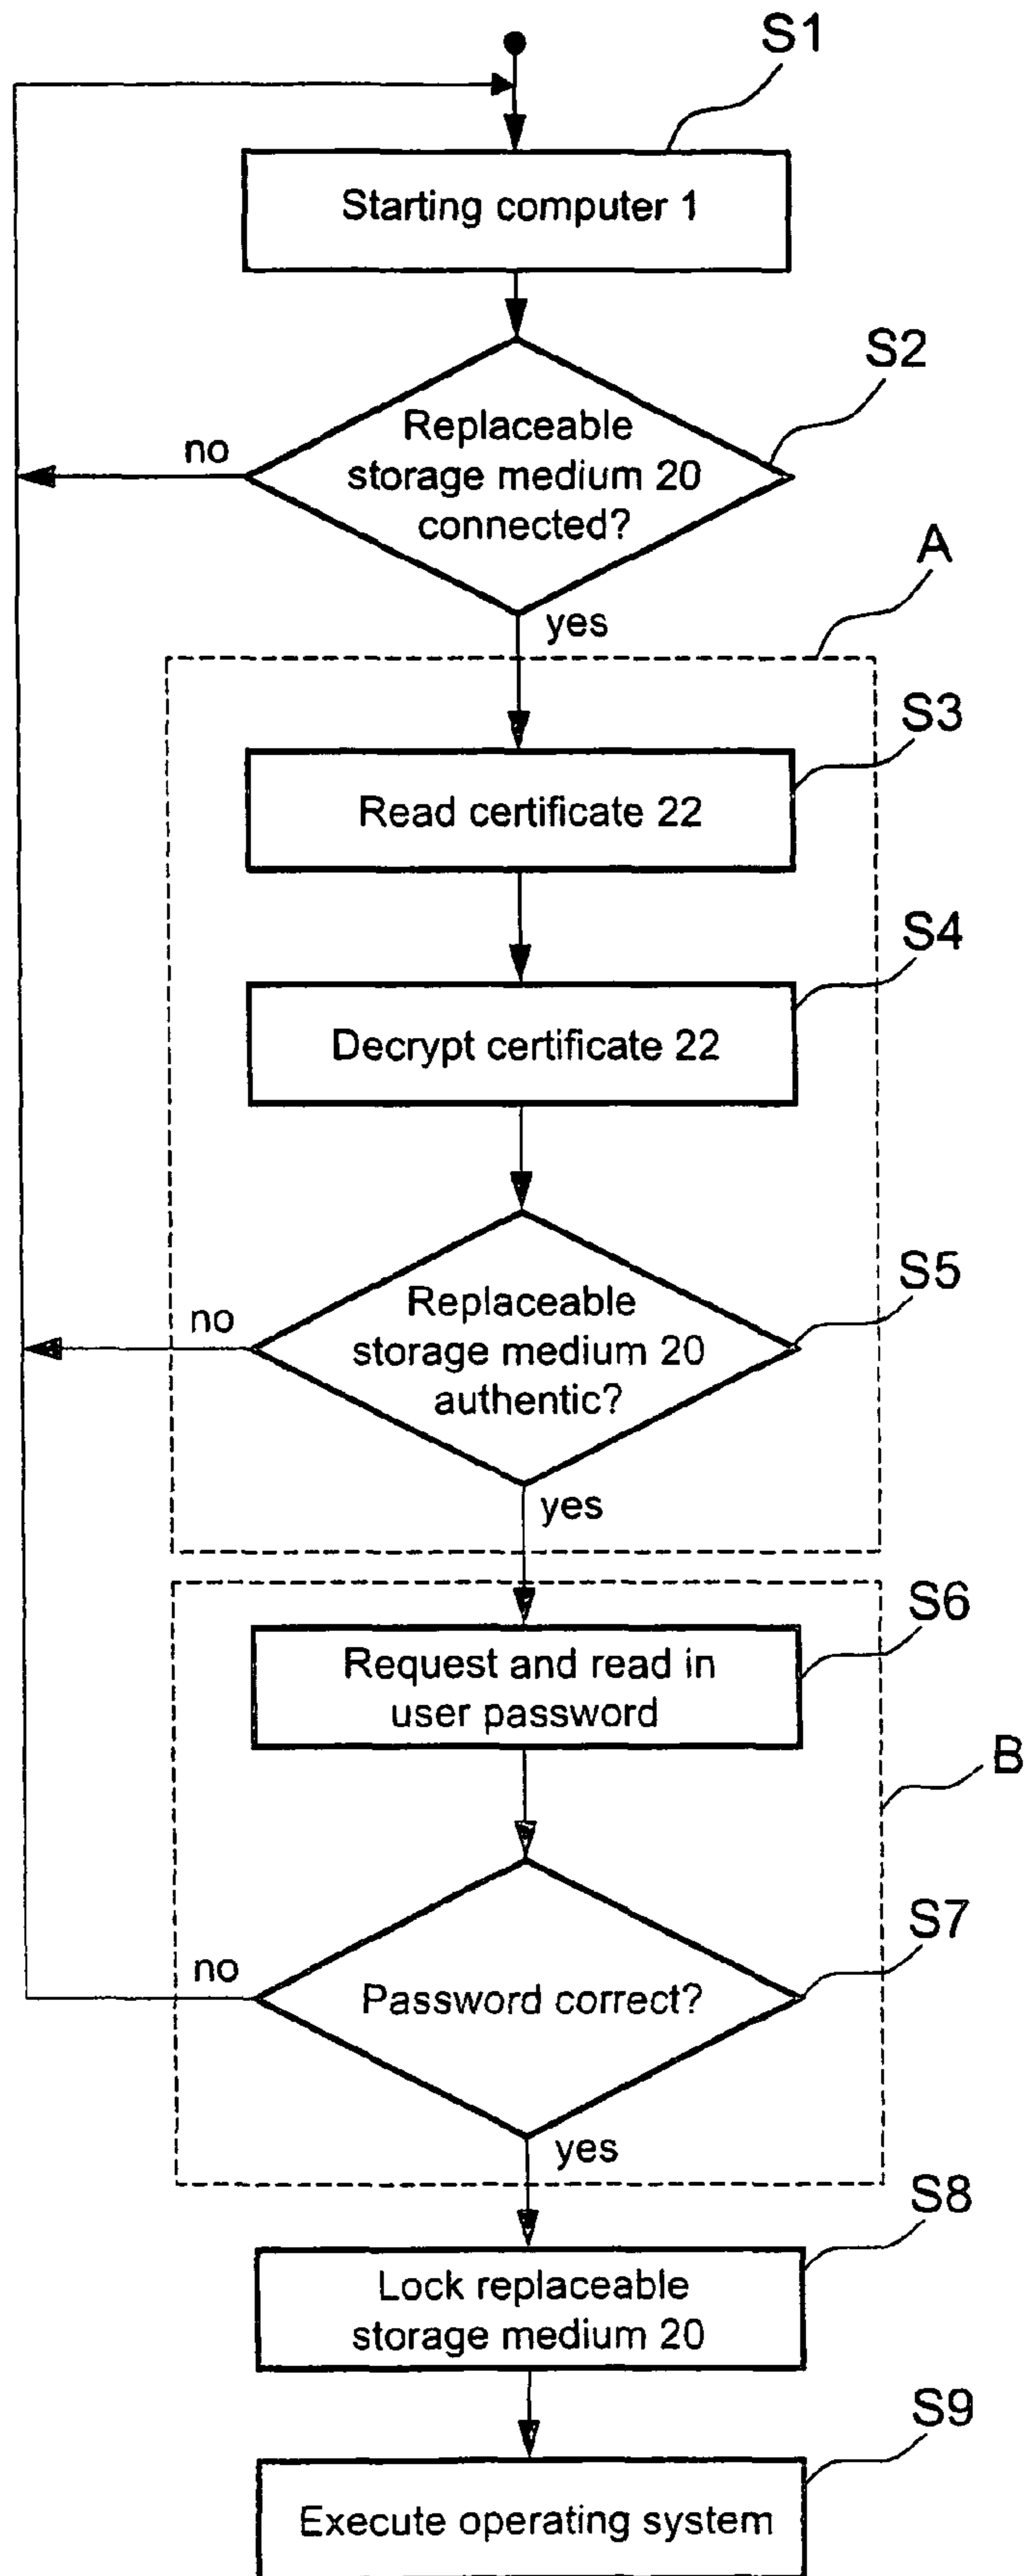 S1
Starting computer 1
S2
Replaceable
storage medium 20
connected?
no
yes
A
S3
Read certificate 22
S4
Decrypt certificate 22
S5
Replaceable
storage medium 20
authentic?
no
yes
S6
Request and read in
user password
B
S7
Password correct?
no
yes
S8
Lock replaceable
storage medium 20
S9
Execute operating system